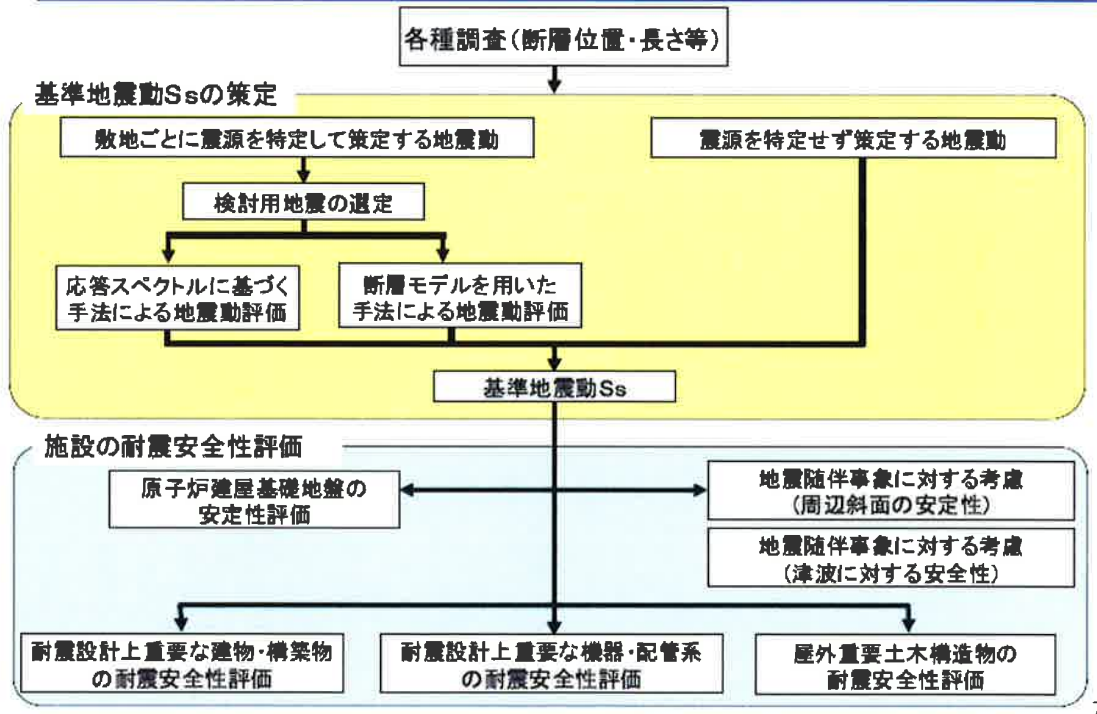 各種調査(断層位置・長さ等)
基準地震動Ssの策定
敷地ごとに震源を特定して策定する地震動
震源を特定せず策定する地震動
検討用地震の選定
応答スペクトルに基づく
手法による地震動評価
断層モデルを用いた
手法による地震動評価
基準地震動Ss
施設の耐震安全性評価
原子炉建屋基礎地盤の
安定性評価
地震随伴事象に対する考慮
(周辺斜面の安定性)
地震随伴事象に対する考慮
(津波に対する安全性)
耐震設計上重要な建物・構築物
の耐震安全性評価
耐震設計上重要な機器・配管系
の耐震安全性評価
屋外重要土木構造物の
耐震安全性評価